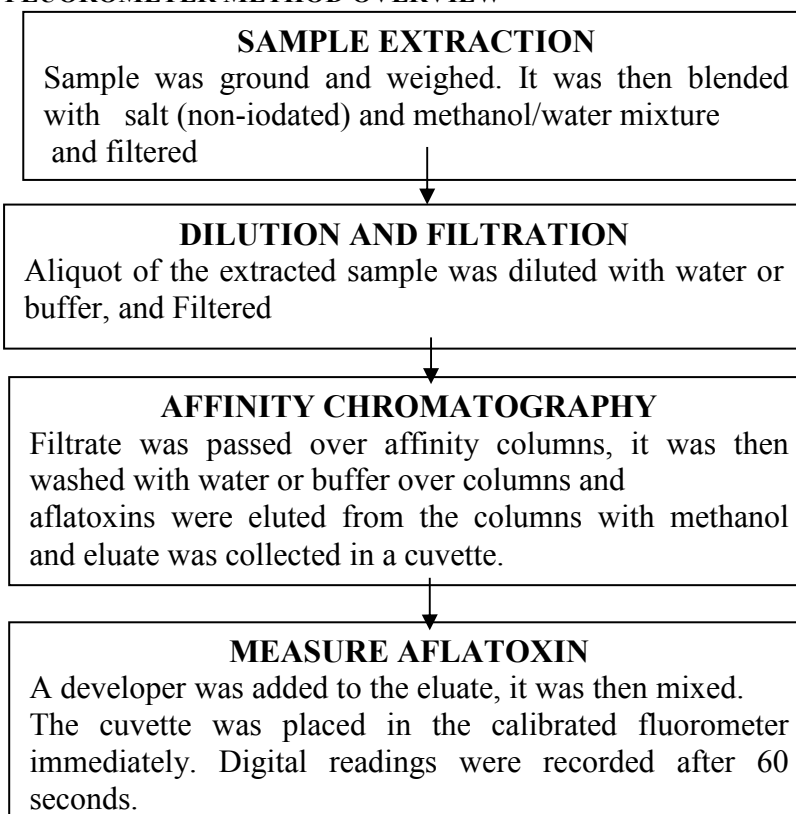 FLUOROMETER METHOD OVERVIEW
SAMPLE EXTRACTION
Sample was ground and weighed. It was then blended
with salt (non-iodated) and methanol/water mixture
and filtered
DILUTION AND FILTRATION
Aliquot of the extracted sample was diluted with water or
buffer, and Filtered
AFFINITY CHROMATOGRAPHY
Filtrate was passed over affinity columns, it was then
washed with water or buffer over columns and
aflatoxins were eluted from the columns with methanol
and eluate was collected in a cuvette.
MEASURE AFLATOXIN
A developer was added to the eluate, it was then mixed.
The cuvette was placed in the calibrated fluorometer
immediately. Digital readings were recorded after 60
seconds.